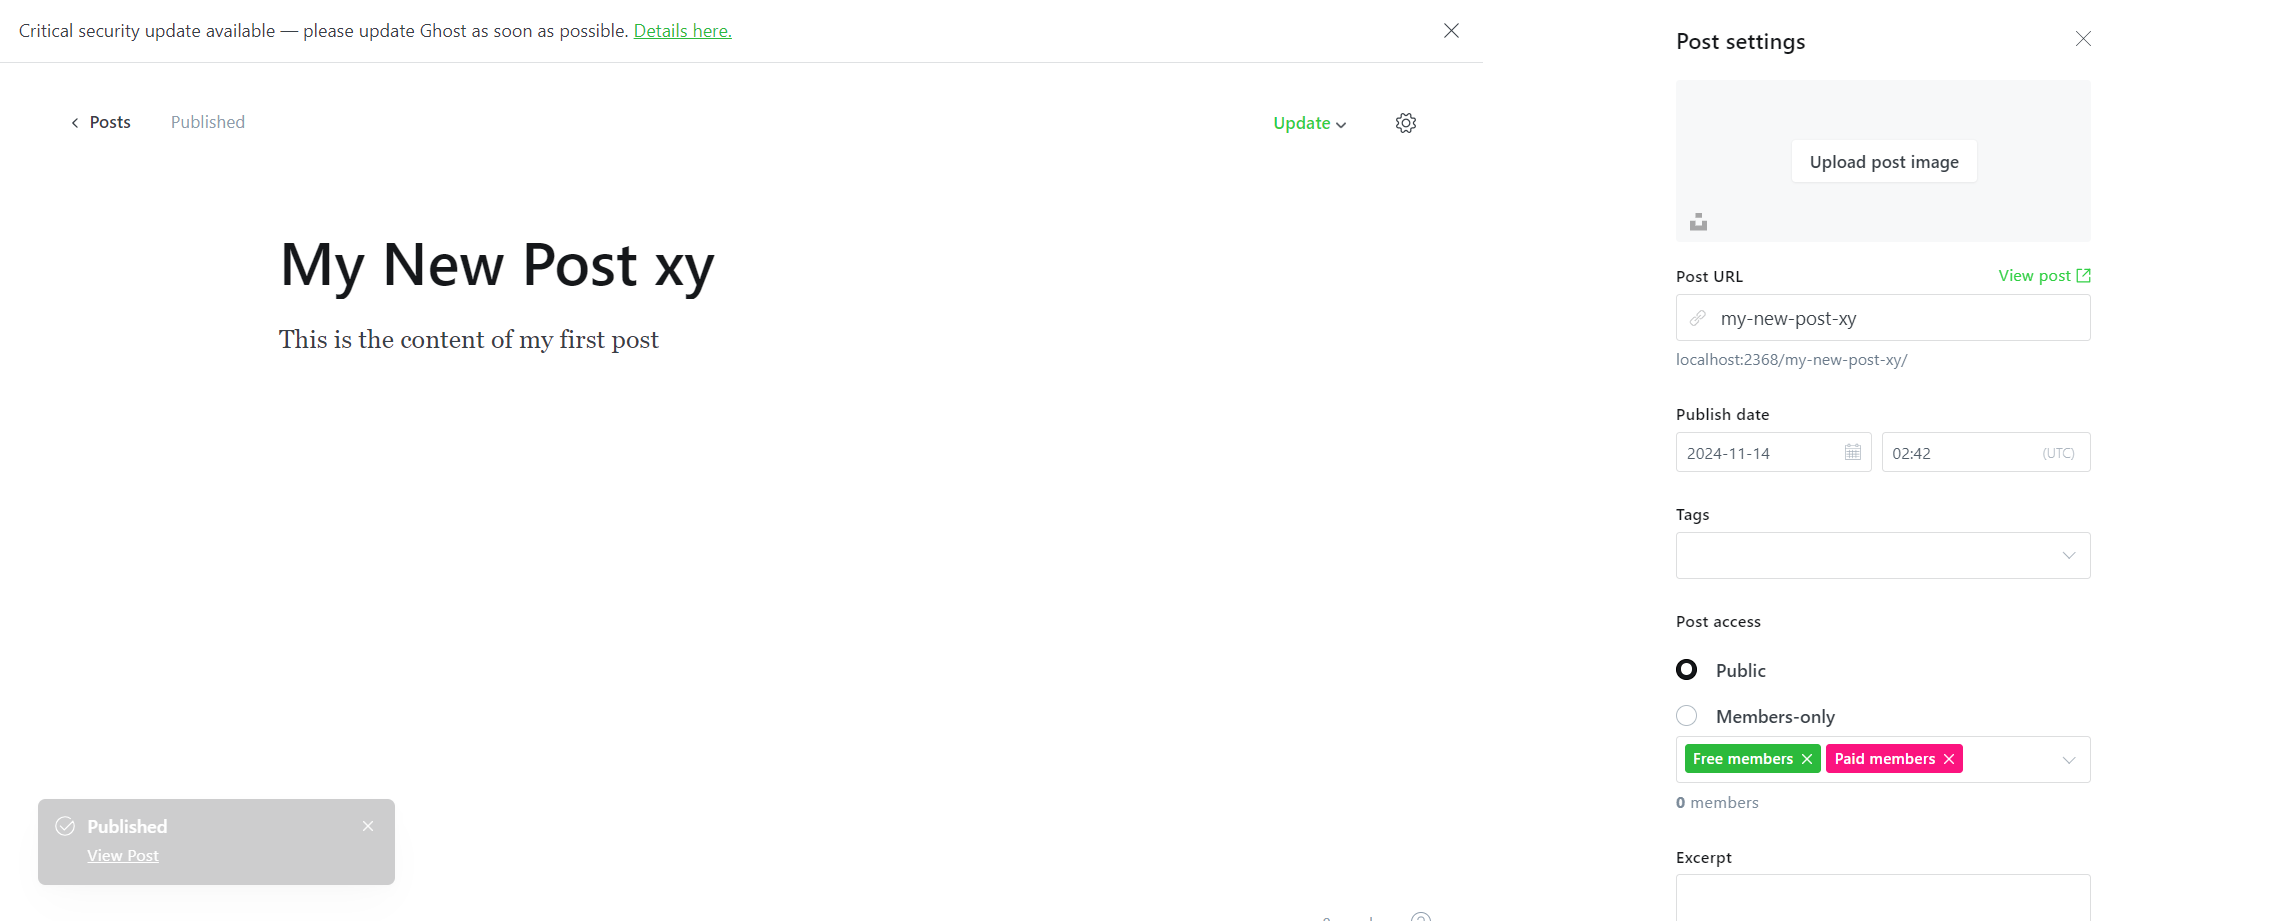 Critical security update available — please update Ghost as soon as possible. Details here.
Posts
Published
Update
My New Post xy
This is the content of my first post
Published
View Post
Post settings
Upload post image
Post URL
View post
my-new-post-xy
localhost:2368/my-new-post-xy/
Publish date
2024-11-14
02:42
(UTC)
Tags
Post access
Public
Members-only
Free members
Paid members
0 members
Excerpt